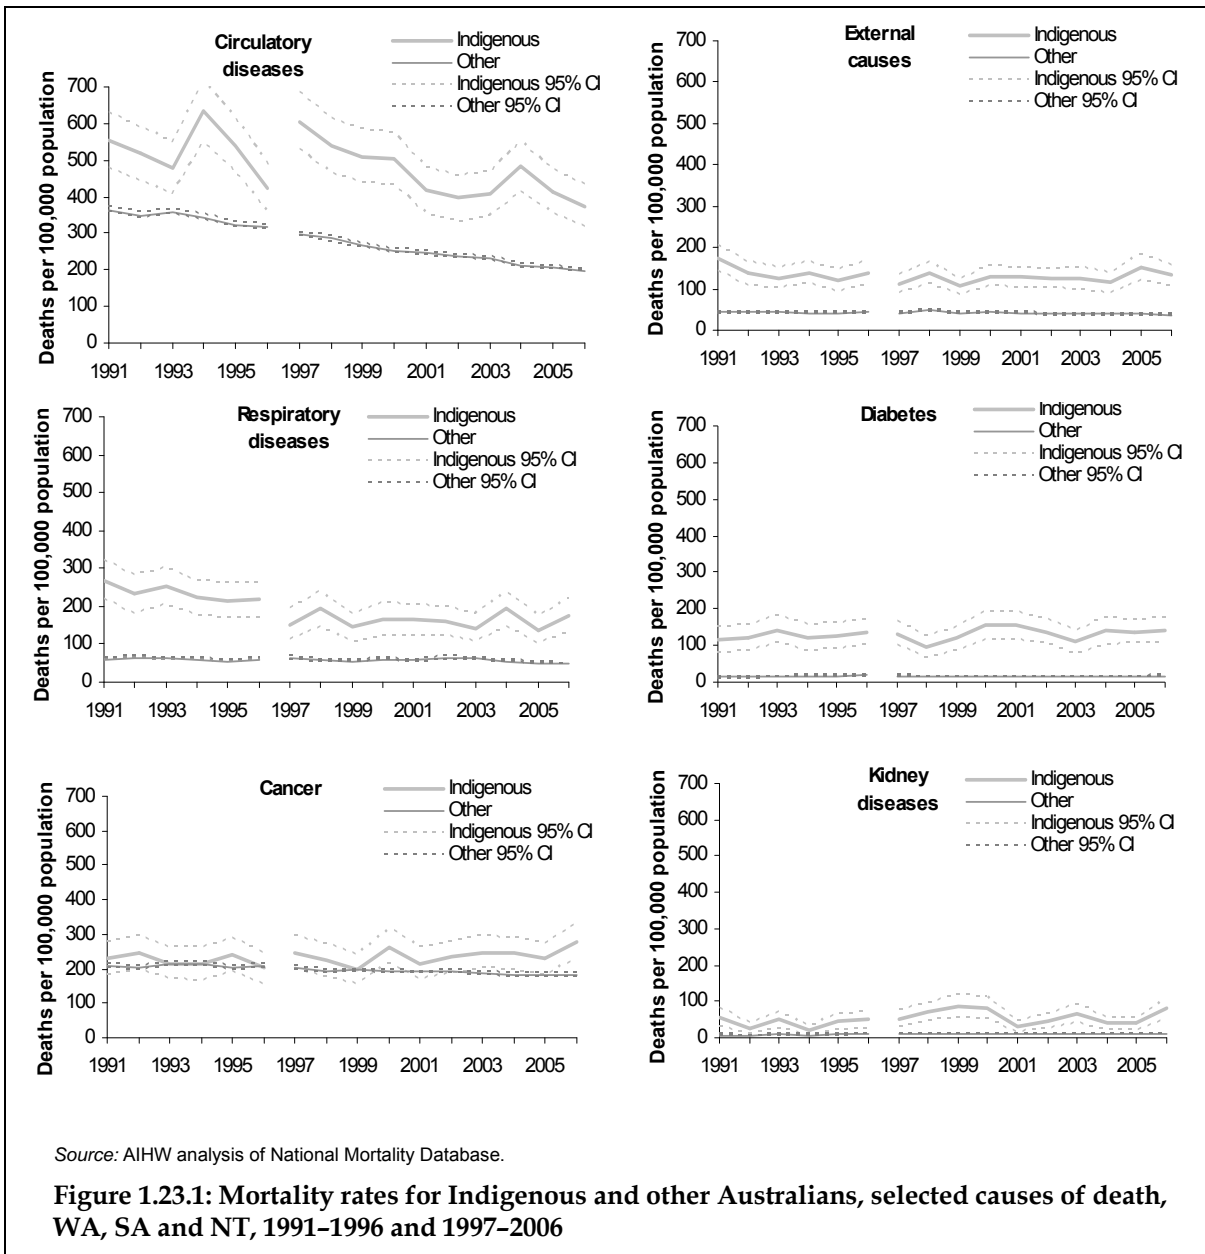 Circulatory
diseases
Indigenous
Other
Indigenous 95% CI
Other 95% CI
Deaths per 100,000 population
700
600
500
400
300
200
100
0
1991 1993 1995 1997 1999 2001 2003 2005
External
causes
Indigenous
Other
Indigenous 95% CI
Other 95% CI
Deaths per 100,000 population
700
600
500
400
300
200
100
0
1991 1993 1995 1997 1999 2001 2003 2005
Respiratory
diseases
Indigenous
Other
Indigenous 95% CI
Other 95% CI
Deaths per 100,000 population
700
600
500
400
300
200
100
0
1991 1993 1995 1997 1999 2001 2003 2005
Diabetes
Indigenous
Other
Indigenous 95% CI
Other 95% CI
Deaths per 100,000 population
700
600
500
400
300
200
100
0
1991 1993 1995 1997 1999 2001 2003 2005
Cancer
Indigenous
Other
Indigenous 95% CI
Other 95% CI
Deaths per 100,000 population
700
600
500
400
300
200
100
0
1991 1993 1995 1997 1999 2001 2003 2005
Kidney
diseases
Indigenous
Other
Indigenous 95% CI
Other 95% CI
Deaths per 100,000 population
700
600
500
400
300
200
100
0
1991 1993 1995 1997 1999 2001 2003 2005
Source: AIHW analysis of National Mortality Database.
Figure 1.23.1: Mortality rates for Indigenous and other Australians, selected causes of death,
WA, SA and NT, 1991–1996 and 1997–2006